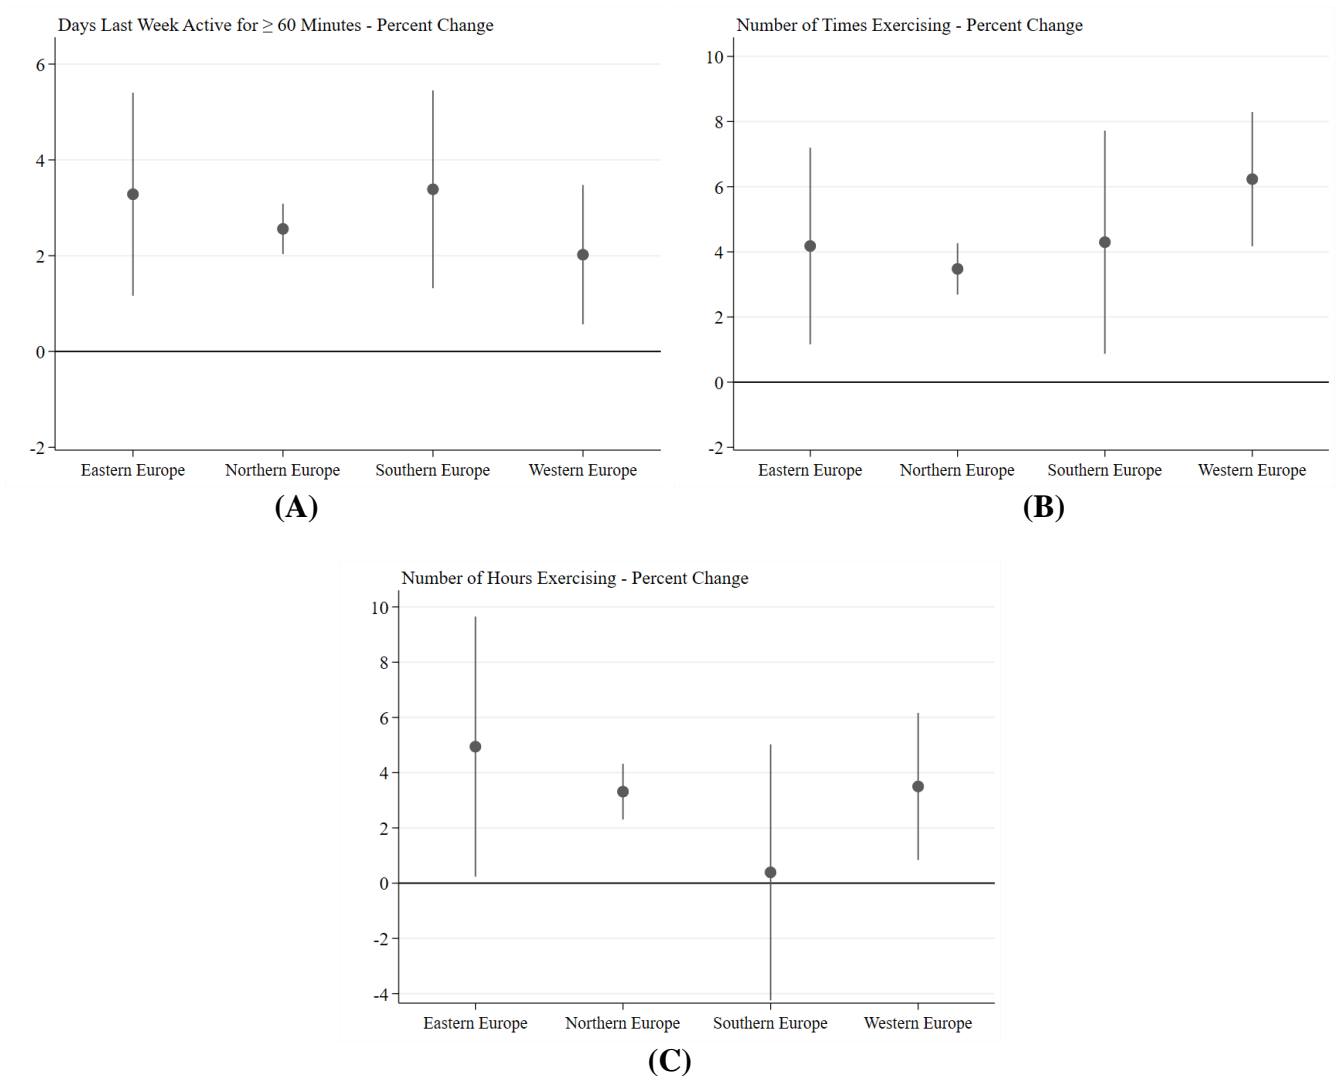 Days Last Week Active for ≥ 60 Minutes - Percent Change
6
4
2
0
-2
Eastern Europe Northern Europe Southern Europe Western Europe
(A)
Number of Times Exercising - Percent Change
10
8
6
4
2
0
-2
Eastern Europe Northern Europe Southern Europe Western Europe
(B)
Number of Hours Exercising - Percent Change
10
8
6
4
2
0
-2
-4
Eastern Europe Northern Europe Southern Europe Western Europe
(C)